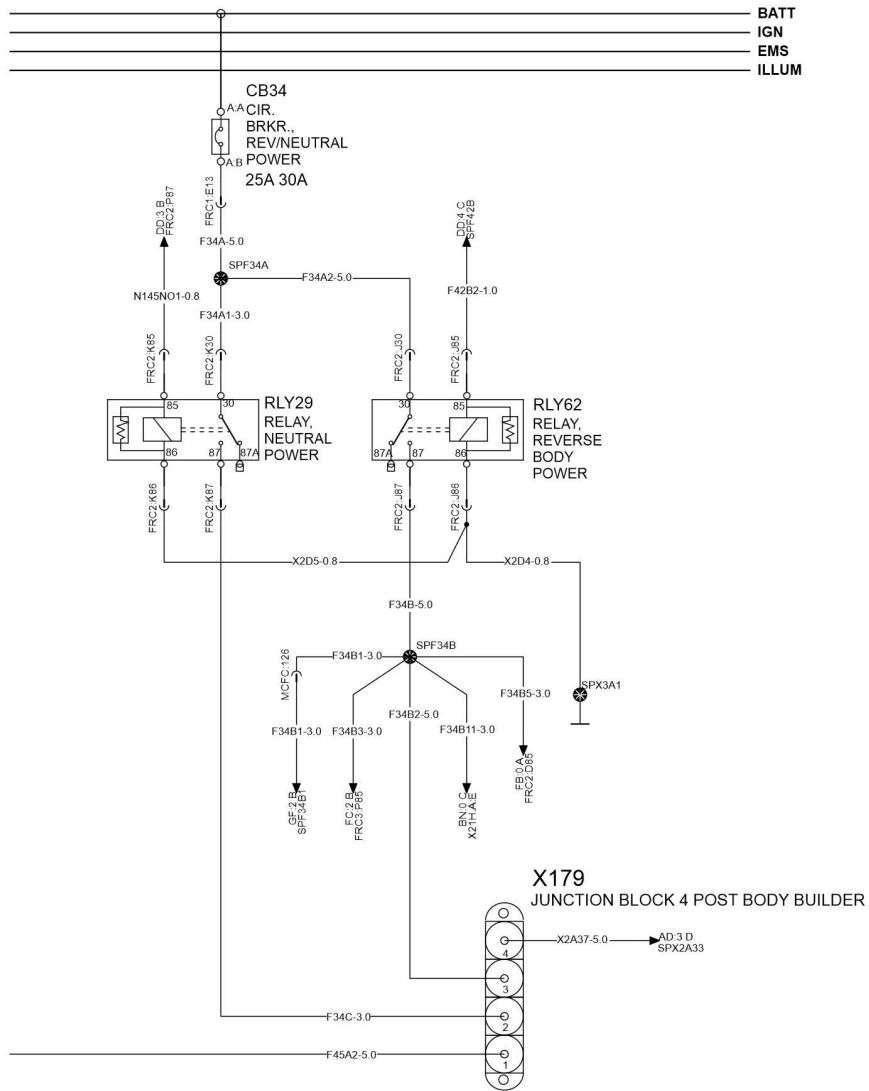 BATT
IGN
EMS
ILLUM
CB34
A:A
CIR.
BRKR.,
REV/NEUTRAL
A:B
POWER
25A 30A
FRC1:E13
DD:3 B
FRC2:P87
DD:4 C
SPF42B
F34A-5.0
SPF34A
F34A2-5.0
N145NO1-0.8
F42B2-1.0
F34A1-3.0
FRC2:K85
FRC2:K30
FRC2:J30
FRC2:J85
85
30
RLY29
RELAY,
NEUTRAL
POWER
86
87
87A
30
85
RLY62
RELAY,
REVERSE
BODY
POWER
87A
87
86
FRC2:K86
FRC2:K87
FRC2:J87
FRC2:J86
X2D5-0.8
X2D4-0.8
F34B-5.0
SPF34B
MCFC:126
F34B1-3.0
SPX3A1
F34B5-3.0
F34B2-5.0
F34B1-3.0
F34B3-3.0
F34B11-3.0
GF:2 B
SPF34B1
FC:2 B
FRC3:P85
BN:0 C
X21H.A:E
FB:0 A
FRC2:D85
X179
JUNCTION BLOCK 4 POST BODY BUILDER
4
X2A37-5.0
AD:3 D
SPX2A33
3
F34C-3.0
2
F45A2-5.0
1